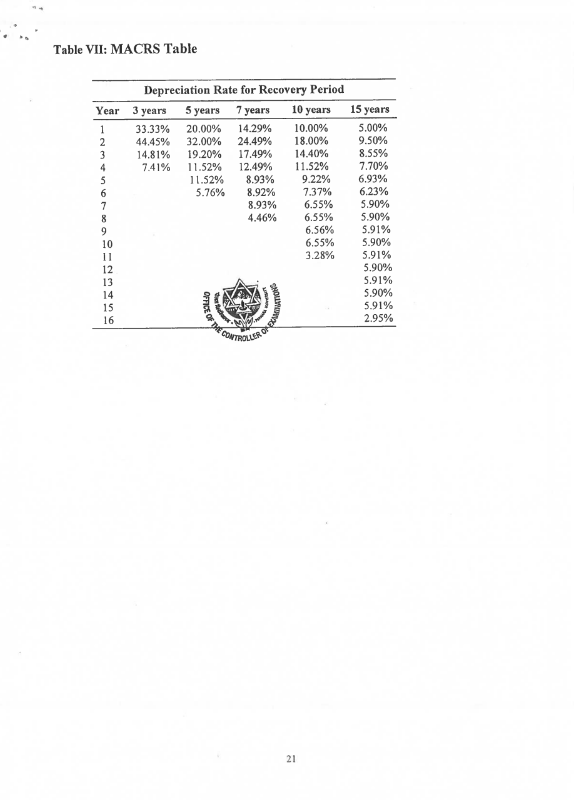 Table VII: MACRS Table
Depreciation Rate for Recovery Period
Year 3 years 5 years 7 years 10 years 15 years
1 33.33% 20.00% 14.29% 10.00% 5.00%
2 44.45% 32.00% 24.49% 18.00% 9.50%
3 14.81% 19.20% 17.49% 14.40% 8.55%
4 7.41% 11.52% 12.49% 11.52% 7.70%
5 11.52% 8.93% 9.22% 6.93%
6 5.76% 8.92% 7.37% 6.23%
7 8.93% 6.55% 5.90%
8 4.46% 6.55% 5.90%
9 6.56% 5.91%
10 6.55% 5.90%
11 3.28% 5.91%
12 5.90%
13 5.91%
14 5.90%
15 5.91%
16 2.95%
OFFICE OF THE CONTROLLER OF EXAMINATIONS
21